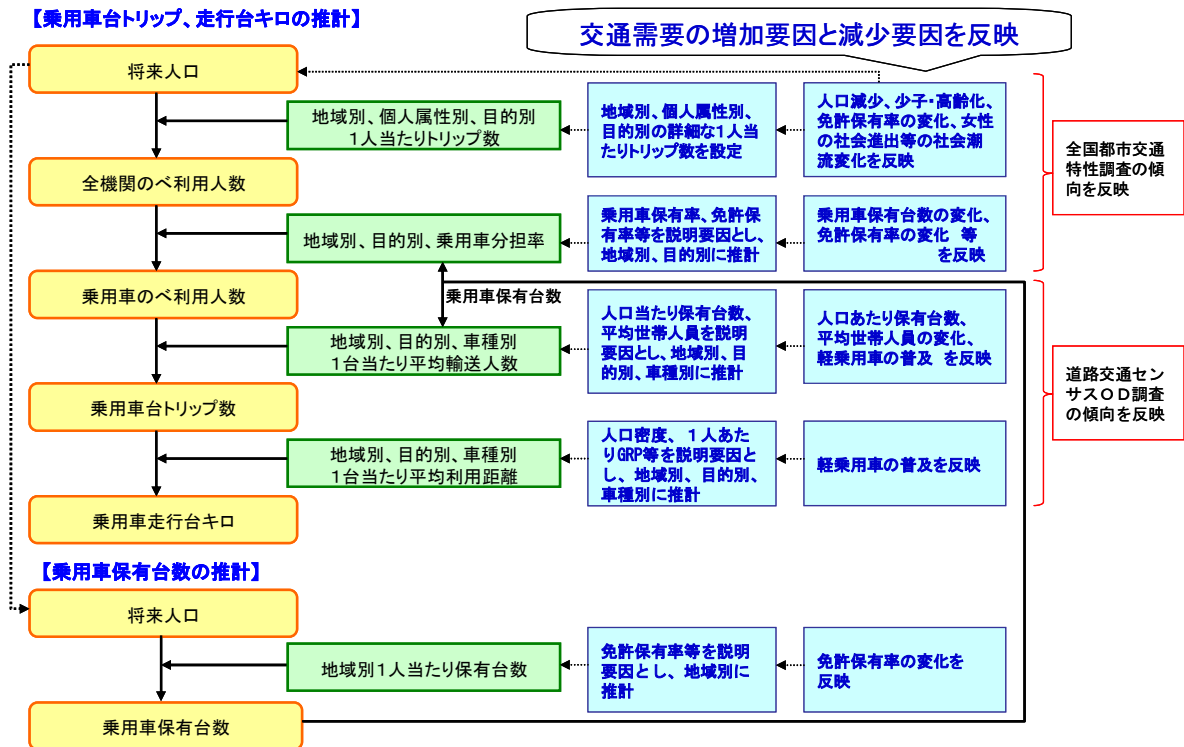 【乗用車台トリップ、走行台キロの推計】
交通需要の増加要因と減少要因を反映
将来人口
地域別、個人属性別、目的別
1人当たりトリップ数
地域別、個人属性別、
目的別の詳細な1人当
たりトリップ数を設定
人口減少、少子・高齢化、
免許保有率の変化、女性
の社会進出等の社会潮
流変化を反映
全国都市交通
特性調査の傾
向を反映
全機関のべ利用人数
地域別、目的別、乗用車分担率
乗用車保有率、免許保
有率等を説明要因とし、
地域別、目的別に推計
乗用車保有台数の変化、
免許保有率の変化 等
を反映
乗用車のべ利用人数
乗用車保有台数
地域別、目的別、車種別
1台当たり平均輸送人数
人口当たり保有台数、
平均世帯人員を説明
要因とし、地域別、目
的別、車種別に推計
人口あたり保有台数、
平均世帯人員の変化、
軽乗用車の普及 を反映
道路交通セン
サスOD調査
の傾向を反映
乗用車台トリップ数
地域別、目的別、車種別
1台当たり平均利用距離
人口密度、1人あた
りGRP等を説明要因と
し、地域別、目的別、
車種別に推計
軽乗用車の普及を反映
乗用車走行台キロ
【乗用車保有台数の推計】
将来人口
地域別1人当たり保有台数
免許保有率等を説明
要因とし、地域別に
推計
免許保有率の変化を
反映
乗用車保有台数